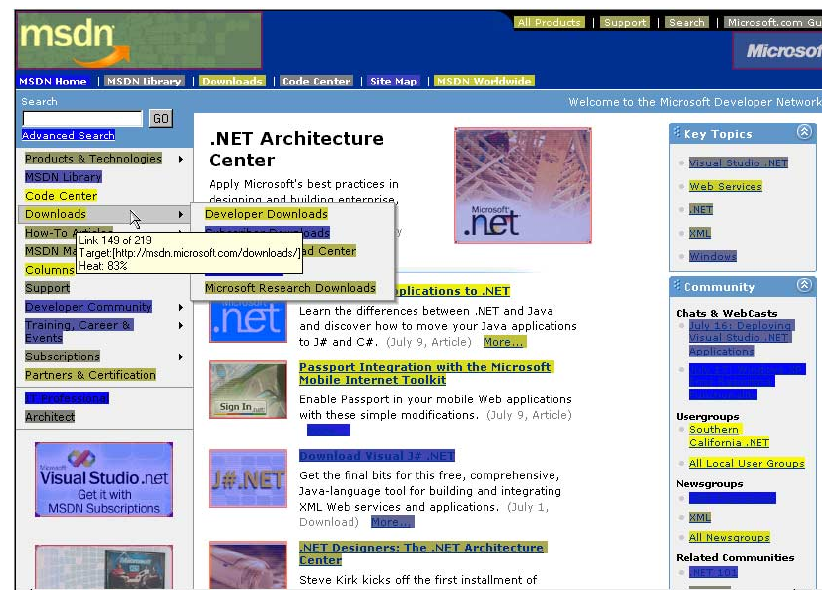 msdn
All Products | Support | Search | Microsoft.com Gu
Microsof
MSDN Home | MSDN Library | Downloads | Code Center | Site Map | MSDN Worldwide
Search
GO
Advanced Search
Welcome to the Microsoft Developer Network
Products & Technologies
MSDN Library
Code Center
Downloads
How-To Articles
MSDN Ma
Columns
Support
Developer Community
Training, Career &
Events
Subscriptions
Partners & Certification
IT Professional
Architect
Link 149 of 219
Target:[http://msdn.microsoft.com/downloads/]
Heat: 83%
Developer Downloads
Subscriber Downloads
ad Center
Microsoft Research Downloads
Microsoft
Visual Studio.net
Get it with
MSDN Subscriptions
Microsoft
.NET Architecture
Center
Apply Microsoft's best practices in
designing and building enterprise,
Microsoft
.net
plications to .NET
Microsoft
.net
Learn the differences between .NET and Java
and discover how to move your Java applications
to J# and C#. (July 9, Article) More...
Passport Integration with the Microsoft
Mobile Internet Toolkit
Sign In .net
Enable Passport in your mobile Web applications
with these simple modifications. (July 9, Article)
Download Visual J# .NET
J#.NET
Get the final bits for this free, comprehensive,
Java-language tool for building and integrating
XML Web services and applications. (July 1,
Download) More...
.NET Designers: The .NET Architecture
Center
Steve Kirk kicks off the first installment of
Key Topics
Visual Studio .NET
Web Services
.NET
XML
Windows
Community
Chats & WebCasts
July 16: Deploying
Visual Studio .NET
Applications
Usergroups
Southern
California .NET
All Local User Groups
Newsgroups
XML
All Newsgroups
Related Communities
.NET 101